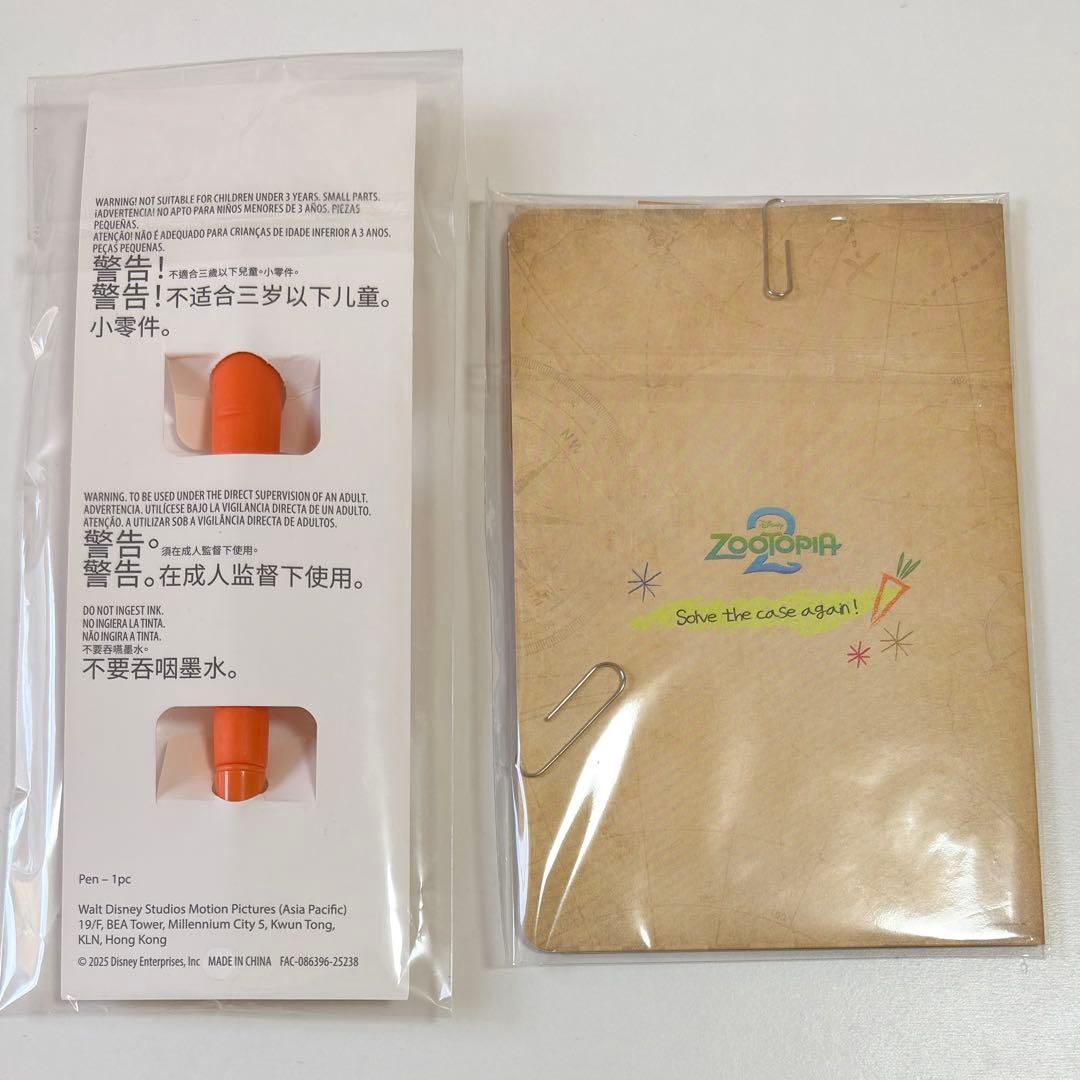 WARNING! NOT SUITABLE FOR CHILDREN UNDER 3 YEARS. SMALL PARTS.
¡ADVERTENCIA! NO APTO PARA NIÑOS MENORES DE 3 AÑOS. PIEZAS
PEQUEÑAS.
ATENÇÃO! NÃO É ADEQUADO PARA CRIANÇAS DE IDADE INFERIOR A 3 ANOS.
PEÇAS PEQUENAS.
警告!不適合三歲以下兒童。小零件。
警告!不适合三岁以下儿童。
小零件。
WARNING. TO BE USED UNDER THE DIRECT SUPERVISION OF AN ADULT.
ADVERTENCIA. UTILÍCESE BAJO LA VIGILANCIA DIRECTA DE UN ADULTO.
ATENÇÃO. A UTILIZAR SOB A VIGILÂNCIA DIRECTA DE ADULTOS.
警告。須在成人監督下使用。
警告。在成人监督下使用。
DO NOT INGEST INK.
NO INGIERA LA TINTA.
NÃO INGIRA A TINTA.
不要吞嚥墨水。
不要吞咽墨水。
Pen – 1pc
Walt Disney Studios Motion Pictures (Asia Pacific)
19/F, BEA Tower, Millennium City 5, Kwun Tong,
KLN, Hong Kong
© 2025 Disney Enterprises, Inc MADE IN CHINA FAC-086396-25238
Disney
ZOOTOPIA
2
Solve the case again!